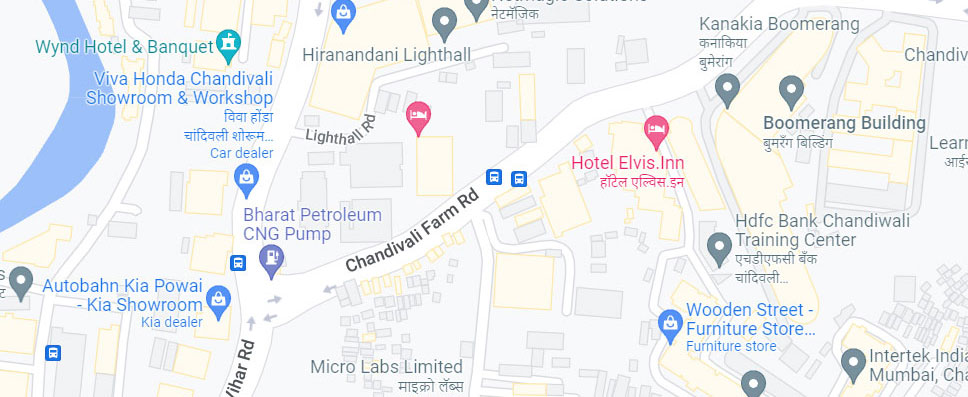 नेटमॅजिक
Wynd Hotel & Banquet
Hiranandani Lighthall
Kanakia Boomerang
कनाकिया
बुमेरांग
Viva Honda Chandivali
Showroom & Workshop
विवा होंडा
चांदिवली शोरूम...
Car dealer
Lighthall Rd
Boomerang Building
बुमरँग बिल्डिंग
Hotel Elvis.Inn
हॉटेल एल्विस.इन
Chandivali Farm Rd
Bharat Petroleum
CNG Pump
Hdfc Bank Chandiwali
Training Center
एचडीएफसी बँक
चांदिवली...
Autobahn Kia Powai
- Kia Showroom
Kia dealer
Wooden Street -
Furniture Store...
Furniture store
Micro Labs Limited
माइक्रो लॅब्स
Vihar Rd
Intertek India
Mumbai, Cha